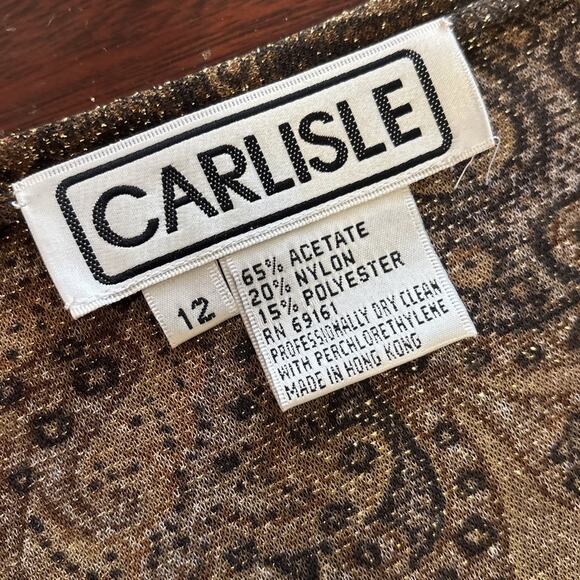 CARLISLE
12
65% ACETATE
20% NYLON
15% POLYESTER
RN 69161
PROFESSIONALLY DRY CLEAN
WITH PERCHLORETHYLENE
MADE IN HONG KONG